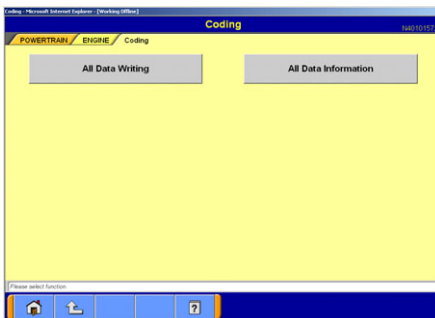 Coding - Microsoft Internet Explorer - [Working Offline]
Coding
N4010157
POWERTRAIN ENGINE Coding
All Data Writing All Data Information
Please select function
?